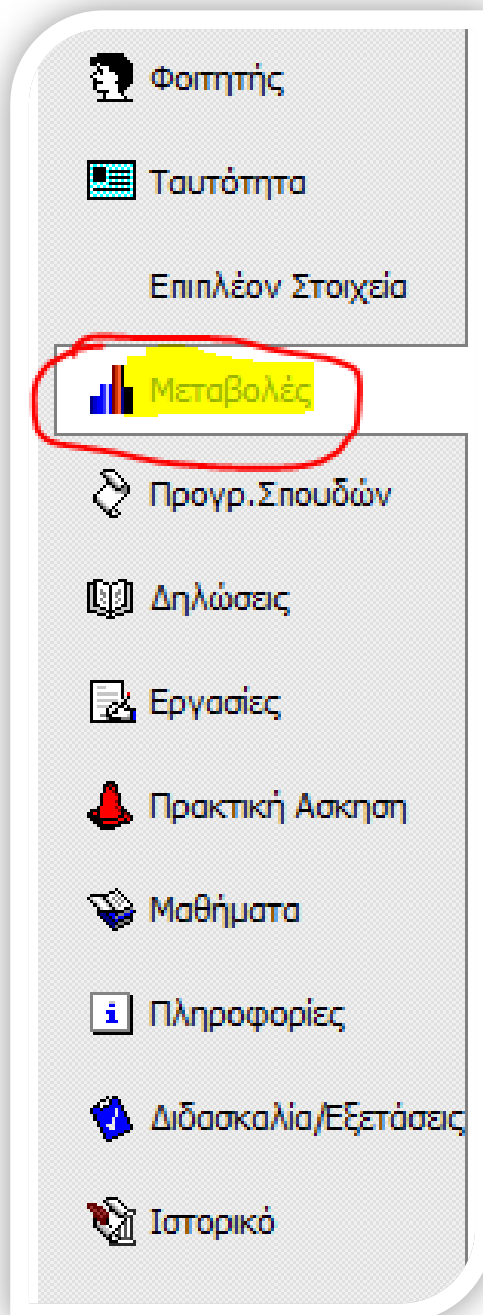 Φοιτητής
Ταυτότητα
Επιπλέον Στοιχεία
Μεταβολές
Προγρ.Σπουδών
Δηλώσεις
Εργασίες
Πρακτική Ασκηση
Μαθήματα
Πληροφορίες
Διδασκαλία/Εξετάσεις
Ιστορικό